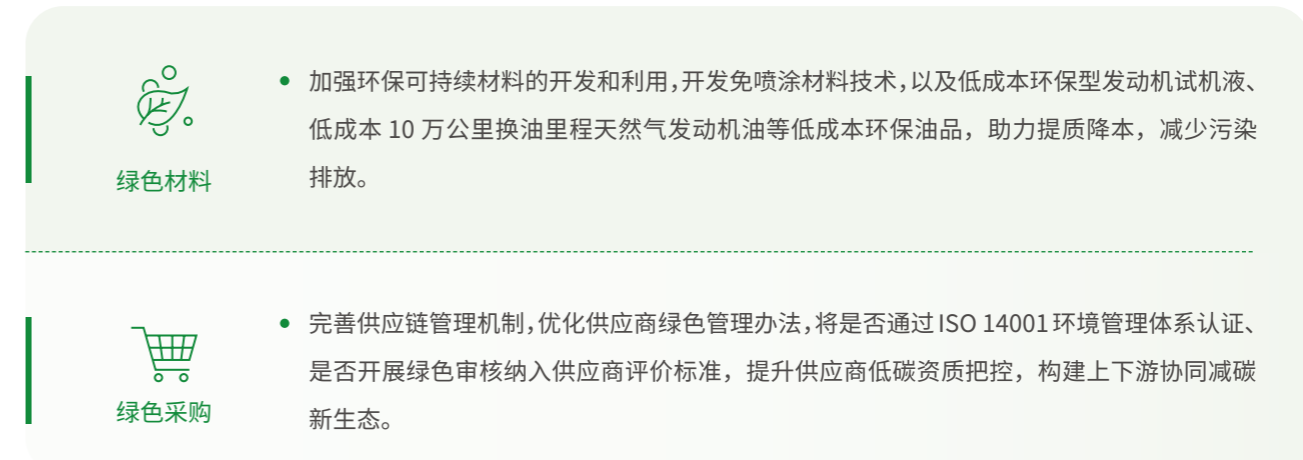 加强环保可持续材料的开发和利用，开发免喷涂材料技术，以及低成本环保型发动机试机液、
低成本 10 万公里换油里程天然气发动机油等低成本环保油品，助力提质降本，减少污染
排放。
绿色材料
完善供应链管理机制，优化供应商绿色管理办法，将是否通过 ISO 14001 环境管理体系认证、
是否开展绿色审核纳入供应商评价标准，提升供应商低碳资质把控，构建上下游协同减碳
新生态。
绿色采购